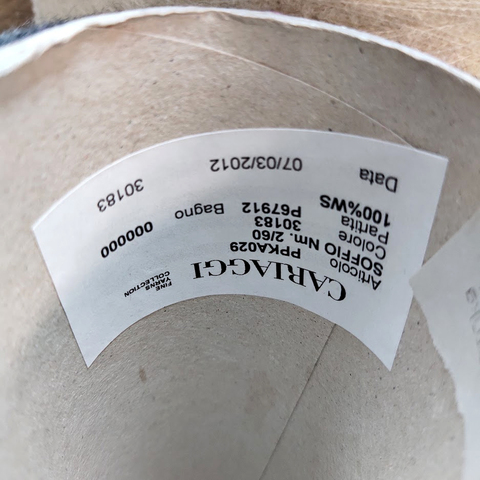 CARIAGGI FINE YARNS COLLECTION
Articolo PPKA029
SOFFIO Nm. 2/60
Colore 30183
Partita P67912 Bagno 000000
100%WS
Data 07/03/2012 30183